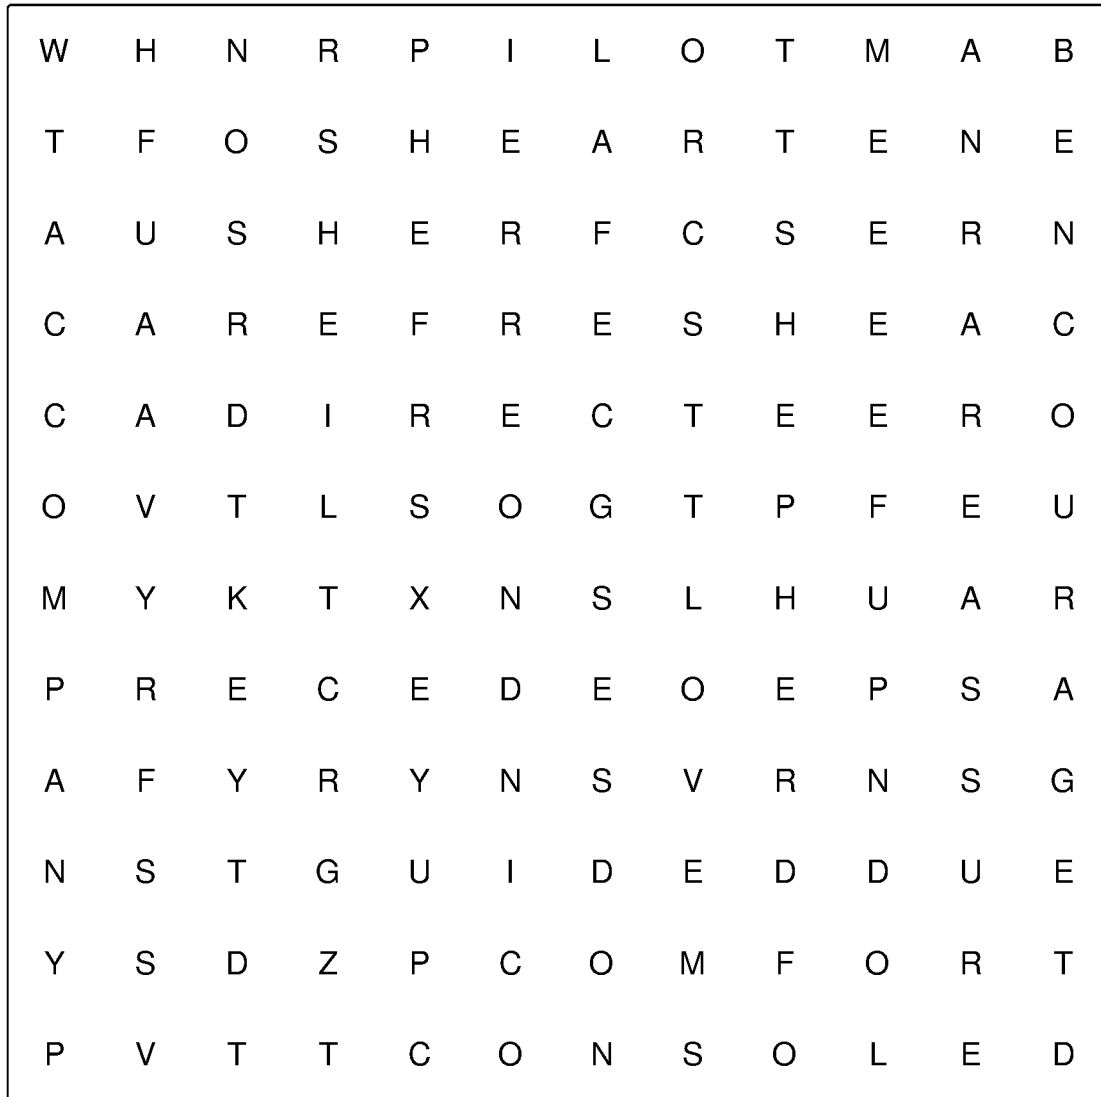 W H N R P I L O T M A B
T F O S H E A R T E N E
A U S H E R F C S E R N
C A R E F R E S H E A C
C A D I R E C T E E R O
O V T L S O G T P F E U
M Y K T X N S L H U A R
P R E C E D E O E P S A
A F Y R Y N S V R N S G
N S T G U I D E D D U E
Y S D Z P C O M F O R T
P V T T C O N S O L E D